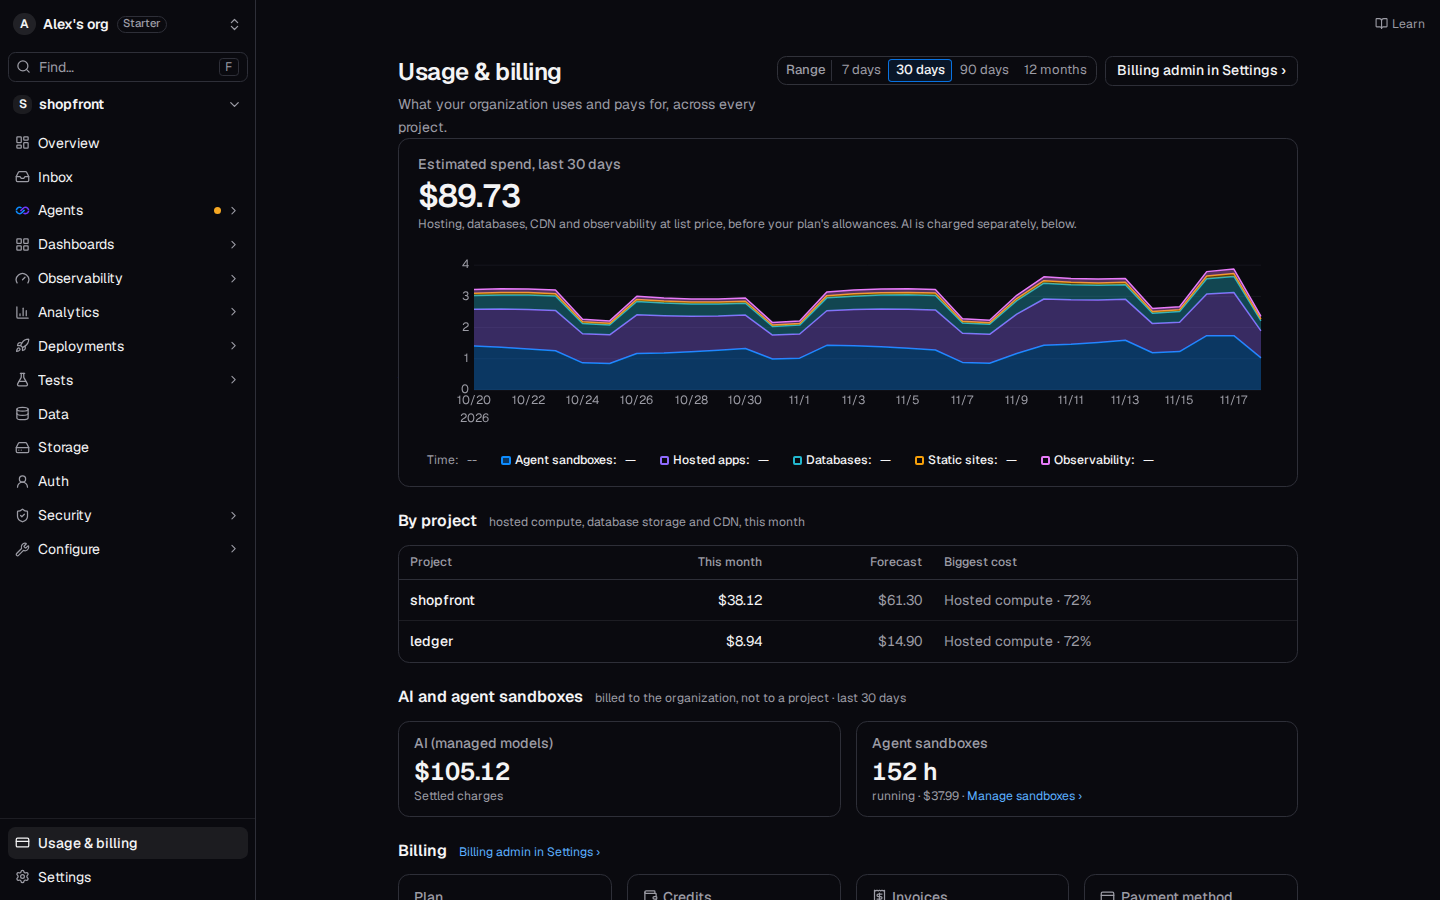 A Alex's org Starter
Find... F
S shopfront
Overview
Inbox
Agents
Dashboards
Observability
Analytics
Deployments
Tests
Data
Storage
Auth
Security
Configure
Usage & billing
Settings
Learn
Usage & billing
Range 7 days 30 days 90 days 12 months
Billing admin in Settings ›
What your organization uses and pays for, across every
project.
Estimated spend, last 30 days
$89.73
Hosting, databases, CDN and observability at list price, before your plan's allowances. AI is charged separately, below.
4
3
2
1
0
10/20 10/22 10/24 10/26 10/28 10/30 11/1 11/3 11/5 11/7 11/9 11/11 11/13 11/15 11/17
2026
Time: -- Agent sandboxes: — Hosted apps: — Databases: — Static sites: — Observability: —
By project hosted compute, database storage and CDN, this month
Project This month Forecast Biggest cost
shopfront $38.12 $61.30 Hosted compute · 72%
ledger $8.94 $14.90 Hosted compute · 72%
AI and agent sandboxes billed to the organization, not to a project · last 30 days
AI (managed models)
$105.12
Settled charges
Agent sandboxes
152 h
running · $37.99 · Manage sandboxes ›
Billing Billing admin in Settings ›
Plan Credits Invoices Payment method